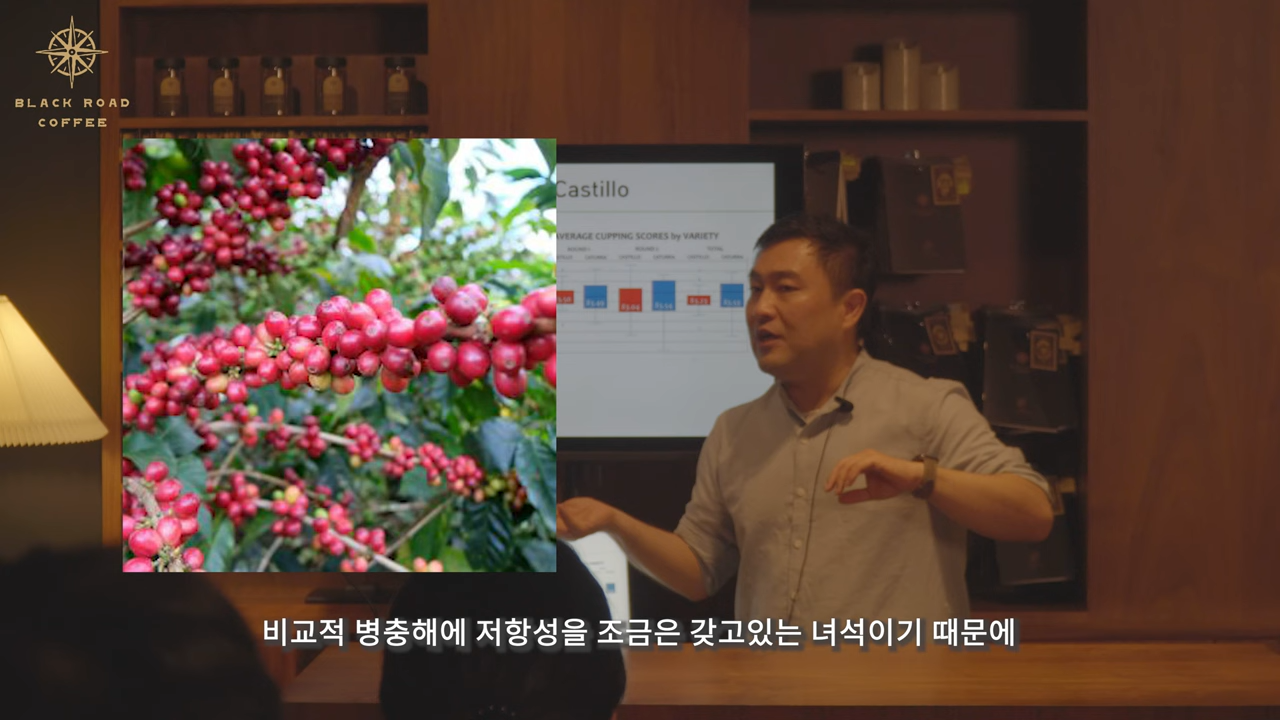 BLACK ROAD
COFFEE
Castillo
AVERAGE CUPPING SCORES by VARIETY
TOTAL
비교적 병충해에 저항성을 조금은 갖고있는 녀석이기 때문에